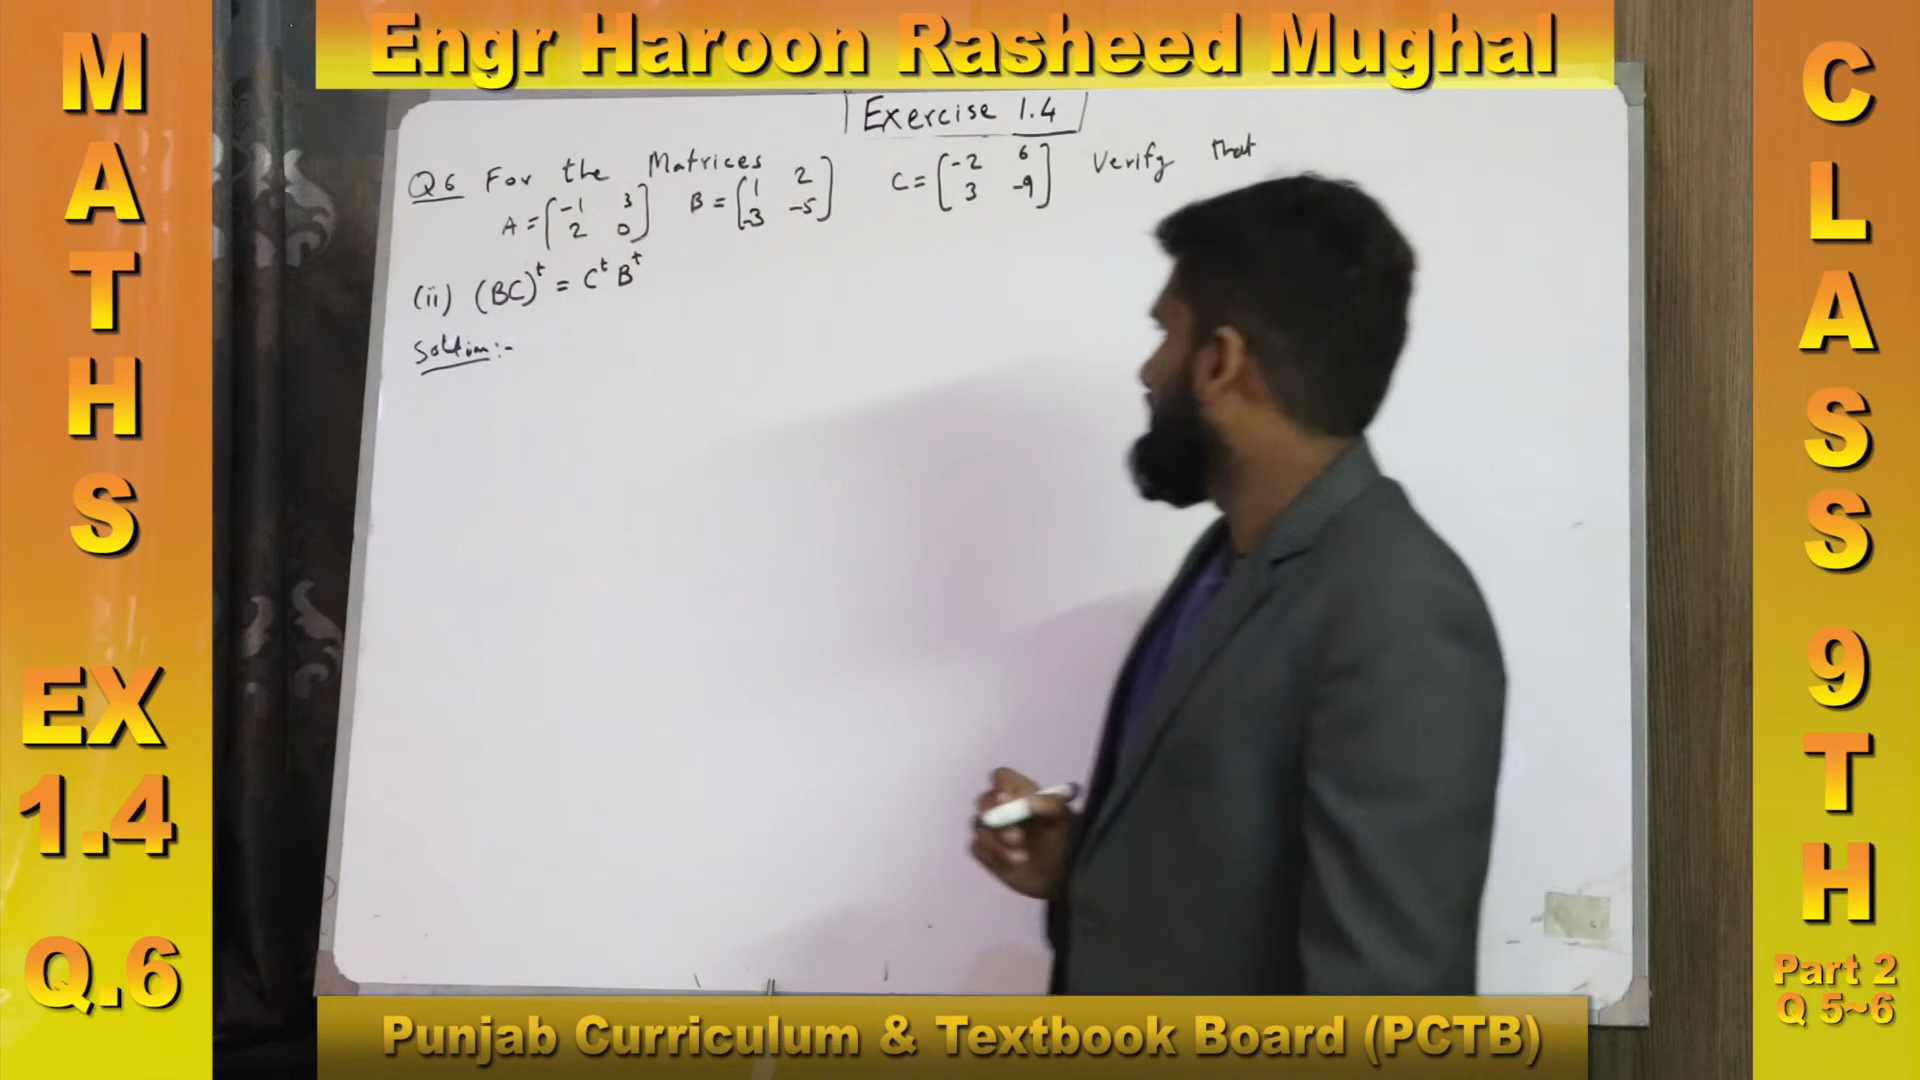 Engr Haroon Rasheed Mughal
MATHS
EX
1.4
Q.6
Exercise 1.4
Q6 For the Matrices
A = [-1 3 B = [1 2 C = [-2 6 Verify that
2 0] -3 -5] 3 -9]
(ii) (BC)^t = C^t B^t
Solution:-
CLASS
9TH
Part 2
Q 5~6
Punjab Curriculum & Textbook Board (PCTB)